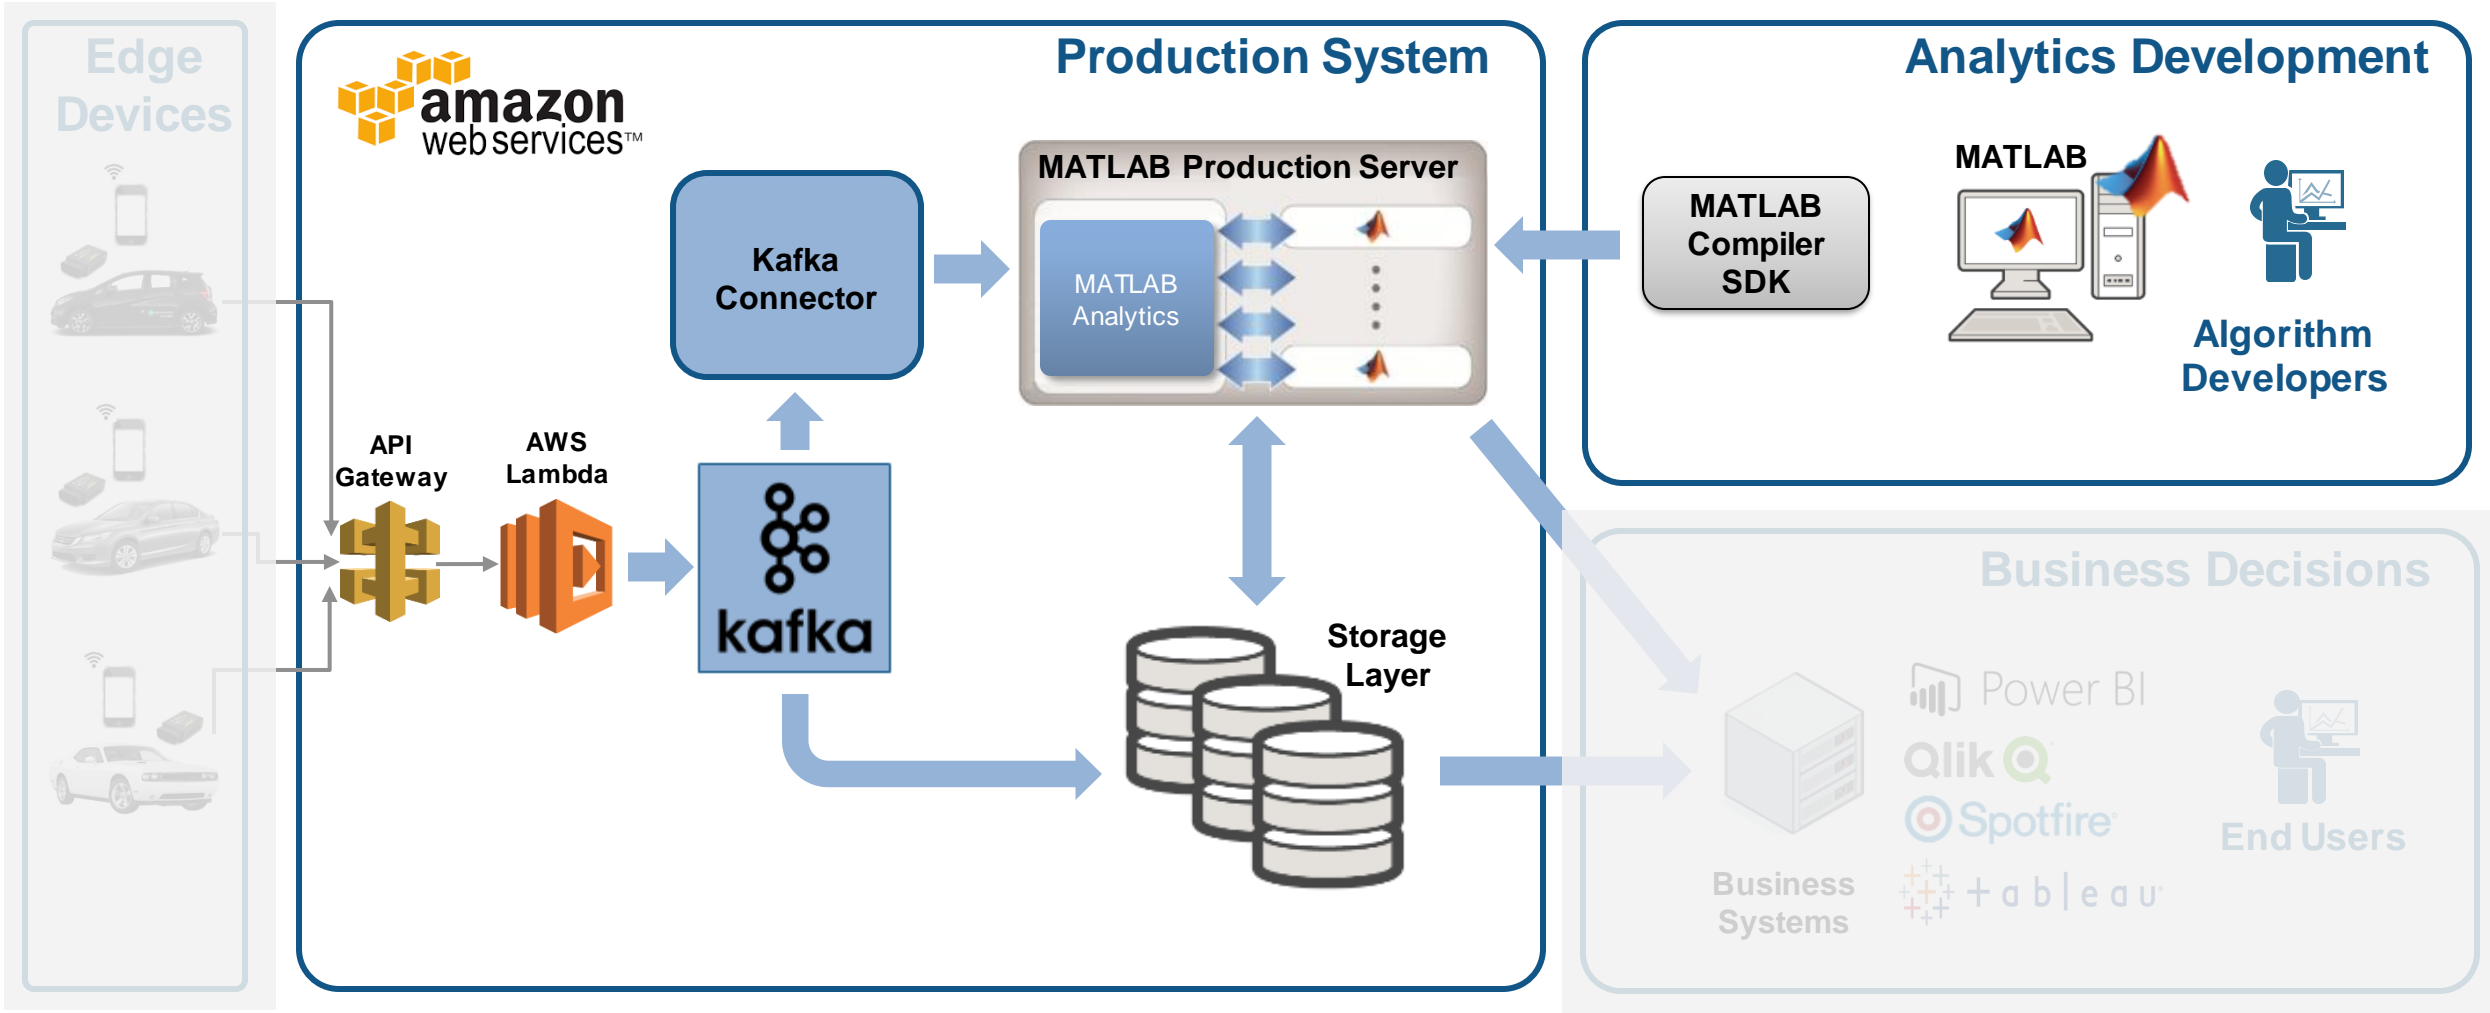 Edge
Devices
amazon
web services™
Production System
MATLAB Production Server
MATLAB
Analytics
Kafka
Connector
API
Gateway
AWS
Lambda
kafka
Storage
Layer
Analytics Development
MATLAB
Compiler
SDK
MATLAB
Algorithm
Developers
Business Decisions
Business
Systems
Power BI
Qlik
Spotfire
+ableau
End Users